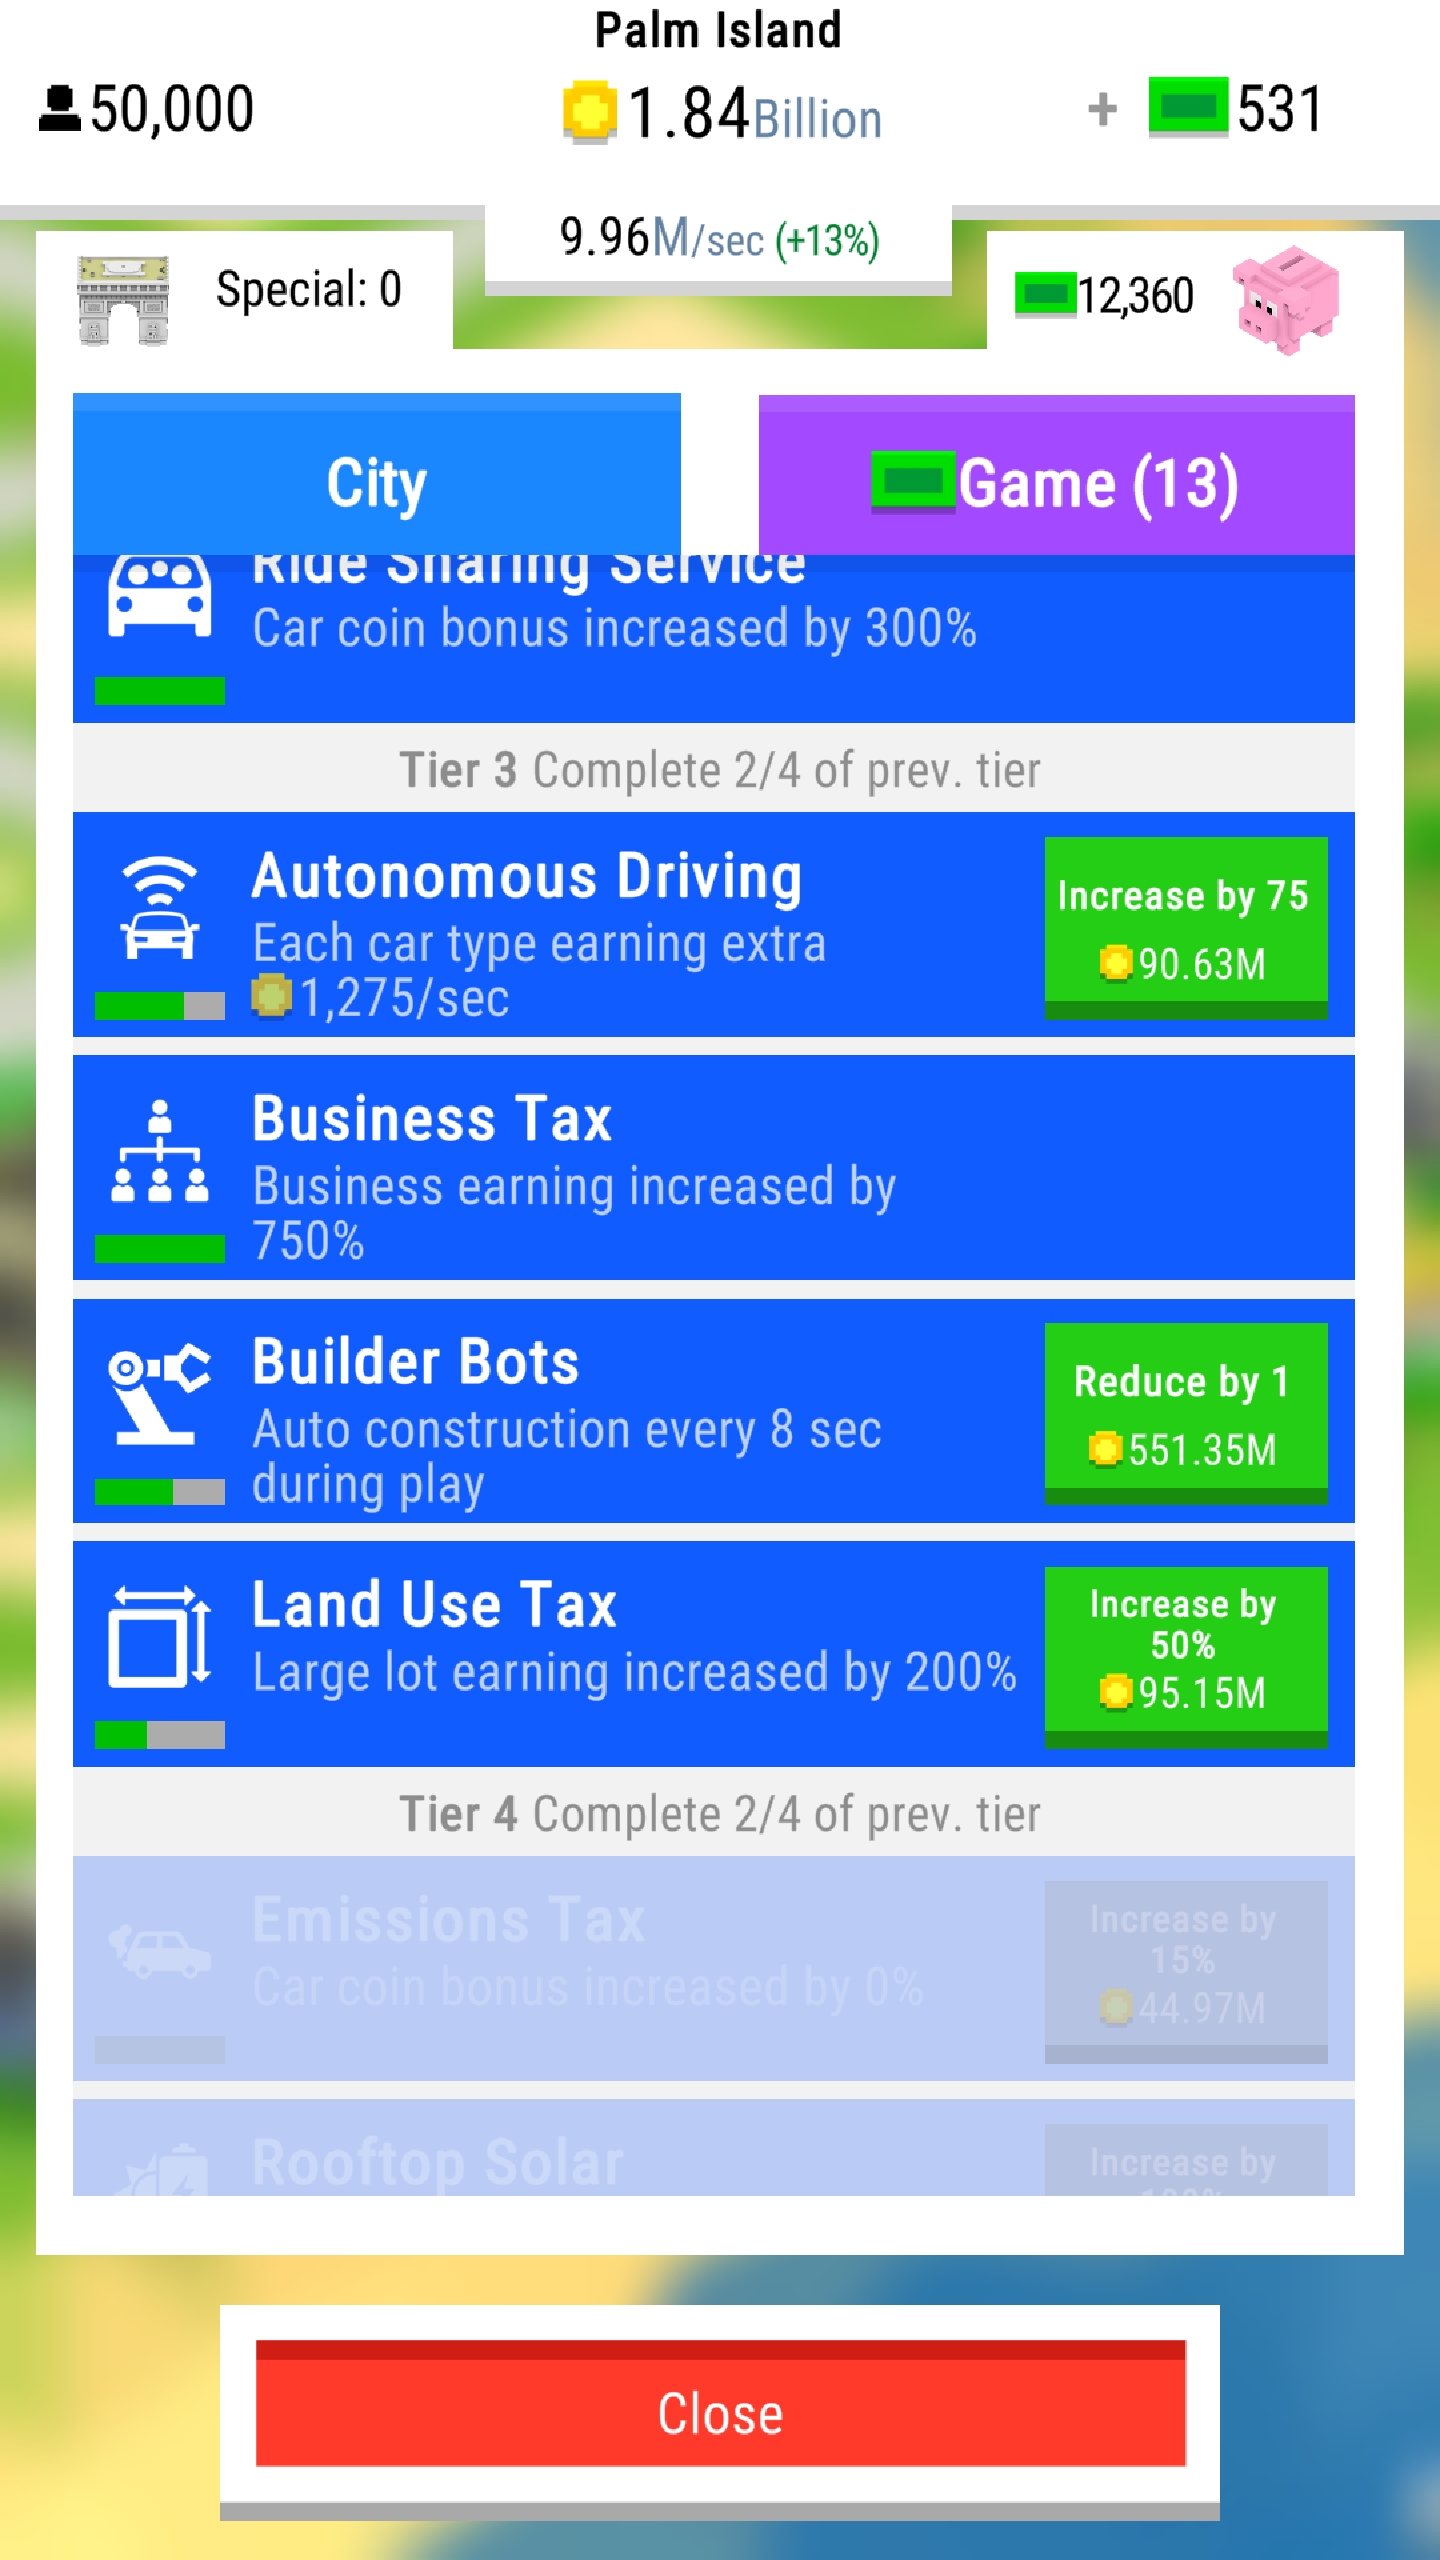 Palm Island
50,000
1.84Billion
+ 531
9.96M/sec (+13%)
Special: 0
12,360
City
Game (13)
Ride Sharing Service
Car coin bonus increased by 300%
Tier 3 Complete 2/4 of prev. tier
Autonomous Driving
Each car type earning extra
1,275/sec
Increase by 75
90.63M
Business Tax
Business earning increased by
750%
Builder Bots
Auto construction every 8 sec
during play
Reduce by 1
551.35M
Land Use Tax
Large lot earning increased by 200%
Increase by
50%
95.15M
Tier 4 Complete 2/4 of prev. tier
Emissions Tax
Car coin bonus increased by 0%
Increase by
15%
44.97M
Rooftop Solar
Increase by
Close